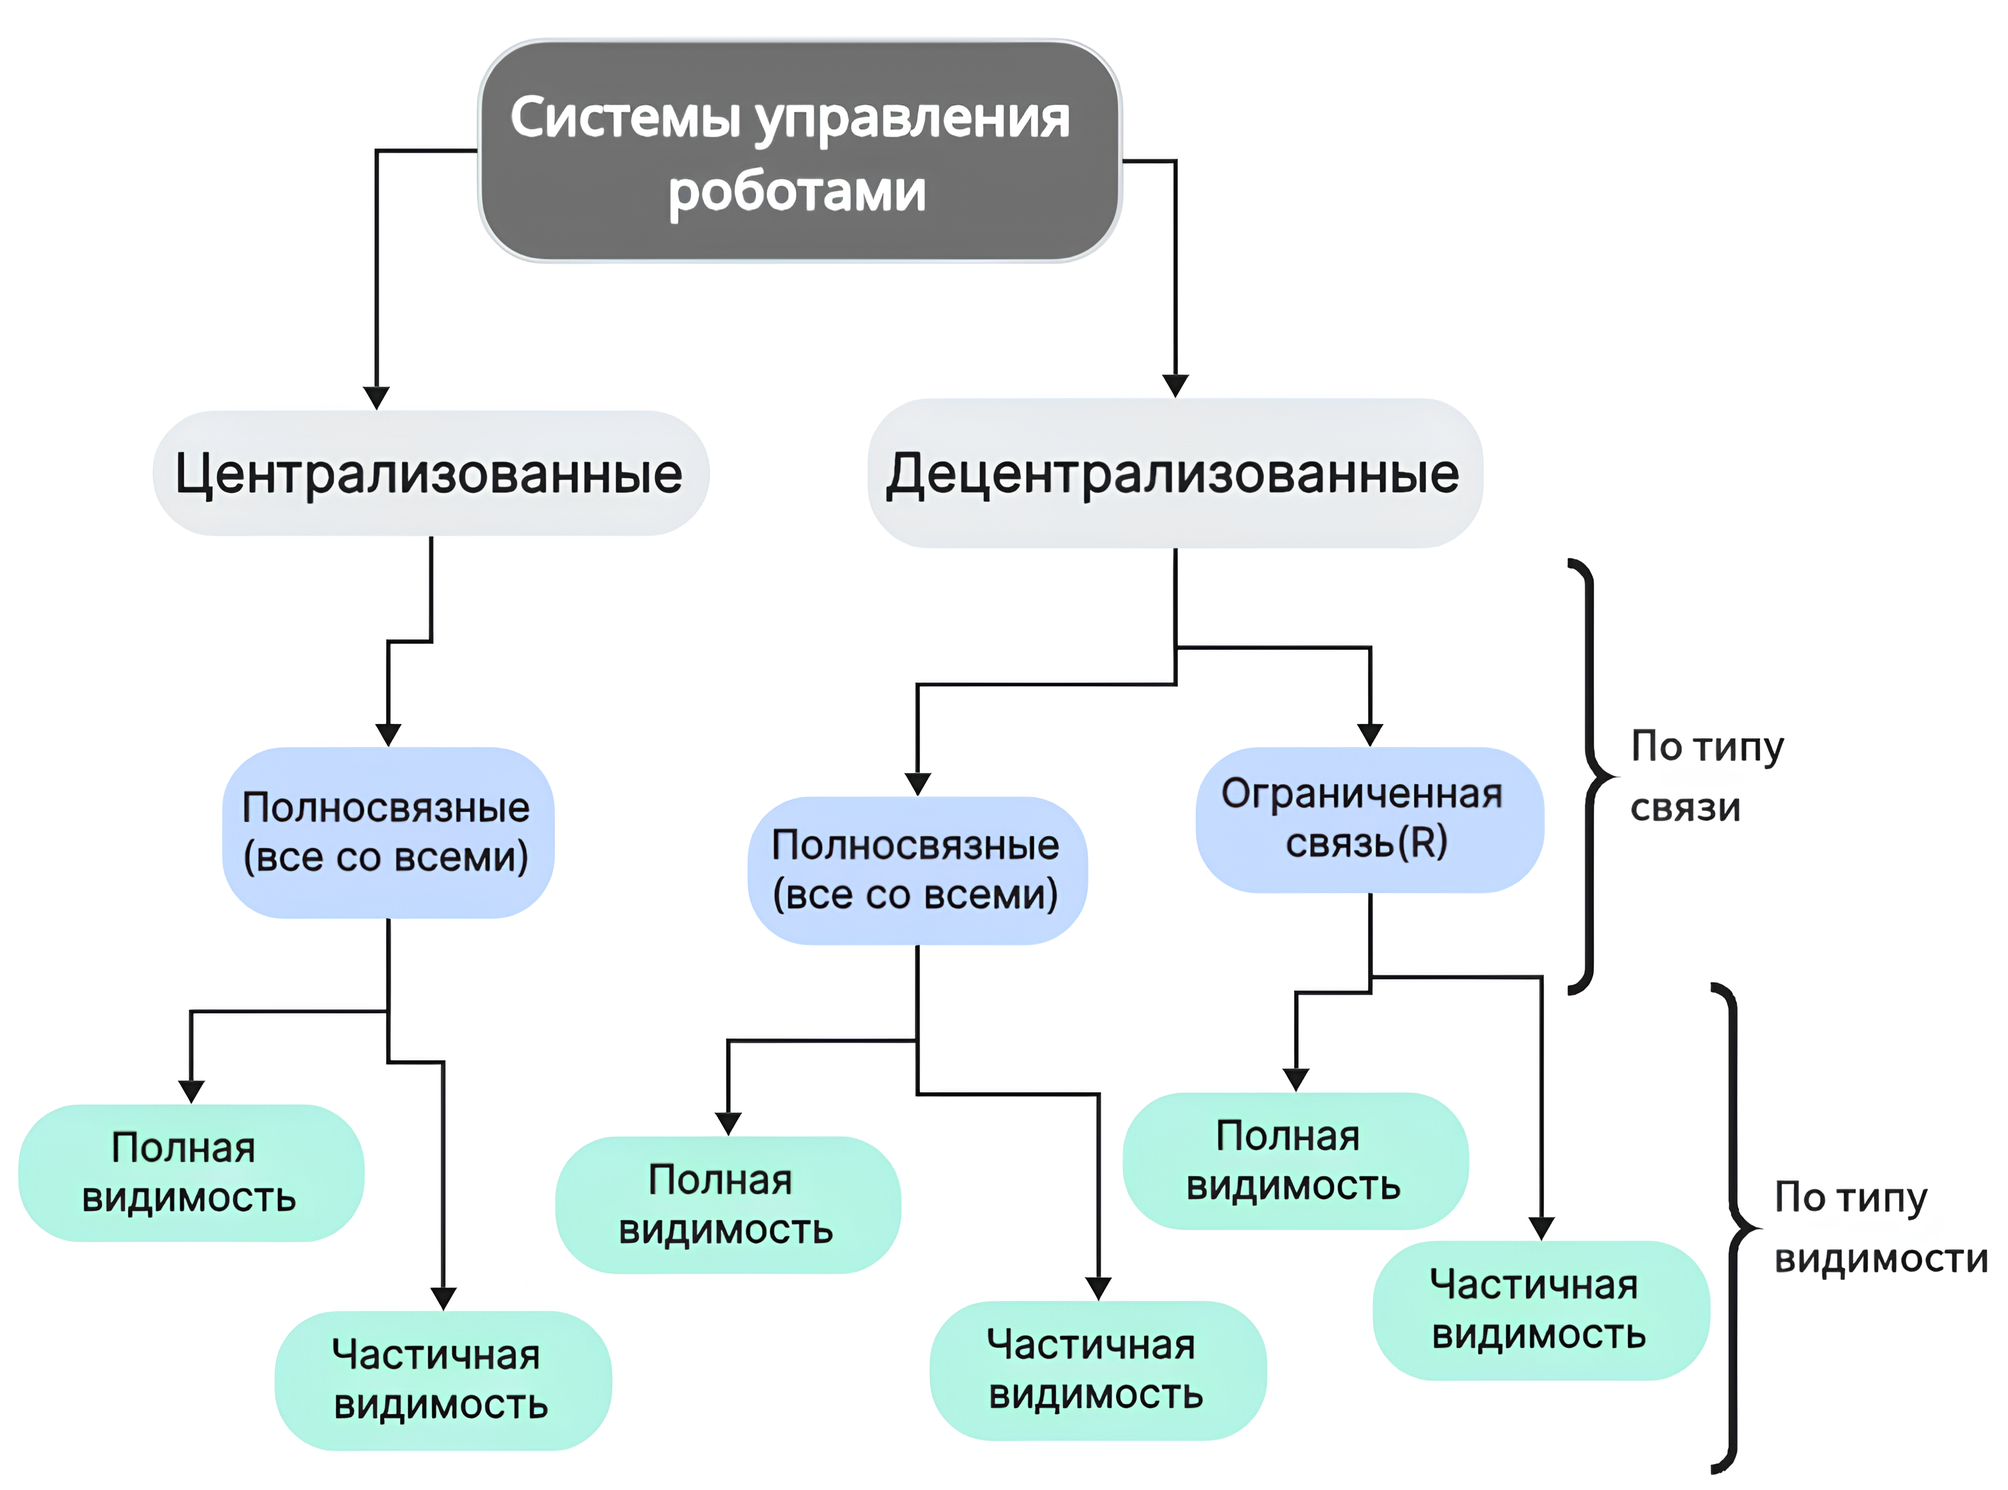 Системы управления
роботами
Централизованные
Децентрализованные
Полносвязные
(все со всеми)
Полносвязные
(все со всеми)
Ограниченная
связь(R)
По типу
связи
Полная
видимость
Частичная
видимость
Полная
видимость
Частичная
видимость
Полная
видимость
Частичная
видимость
По типу
видимости